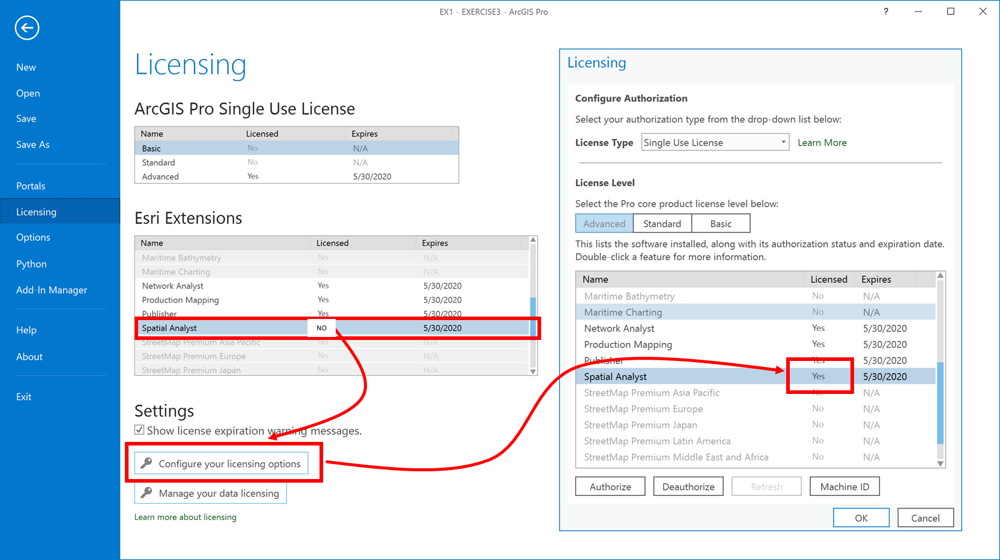 EX1 - EXERCISE3 - ArcGIS Pro
?
New
Open
Save
Save As
Portals
Licensing
Options
Python
Add-In Manager
Help
About
Exit
Licensing
ArcGIS Pro Single Use License
Name Licensed Expires
Basic No N/A
Standard No N/A
Advanced Yes 5/30/2020
Esri Extensions
Name Licensed Expires
Maritime Bathymetry No N/A
Maritime Charting No N/A
Network Analyst Yes 5/30/2020
Production Mapping Yes 5/30/2020
Publisher Yes 5/30/2020
Spatial Analyst NO 5/30/2020
StreetMap Premium Asia Pacific No N/A
StreetMap Premium Europe No N/A
StreetMap Premium Japan No N/A
Settings
Show license expiration warning messages.
Configure your licensing options
Manage your data licensing
Learn more about licensing
Licensing
Configure Authorization
Select your authorization type from the drop-down list below:
License Type Single Use License Learn More
License Level
Select the Pro core product license level below:
Advanced Standard Basic
This lists the software installed, along with its authorization status and expiration date.
Double-click a feature for more information.
Name Licensed Expires
Maritime Bathymetry No N/A
Maritime Charting No N/A
Network Analyst Yes 5/30/2020
Production Mapping Yes 5/30/2020
Publisher Yes 5/30/2020
Spatial Analyst Yes 5/30/2020
StreetMap Premium Asia Pacific No N/A
StreetMap Premium Europe No N/A
StreetMap Premium Japan No N/A
StreetMap Premium Latin America No N/A
StreetMap Premium Middle East and Africa No N/A
Authorize Deauthorize Refresh Machine ID
OK Cancel